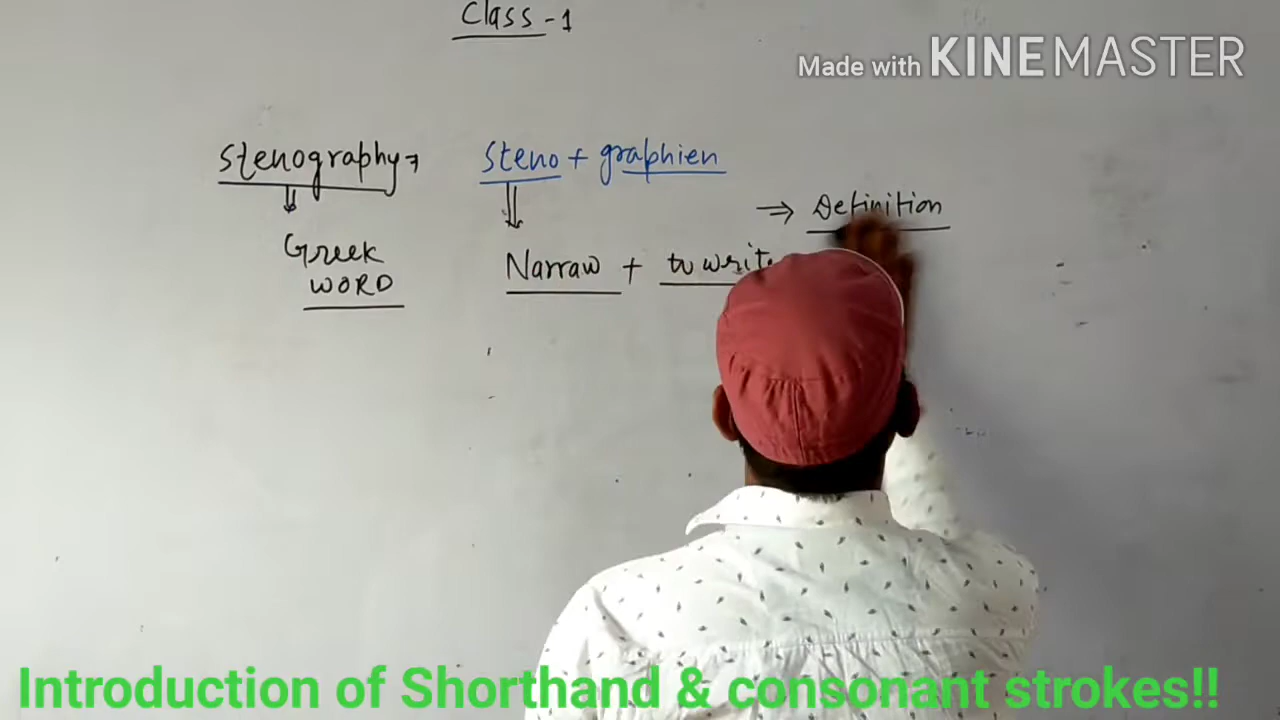 Class - 1
Made with KINEMASTER
Stenography → Steno + graphien
⇒ Definition
Greek
WORD
Narraw + to write
Introduction of Shorthand & consonant strokes!!